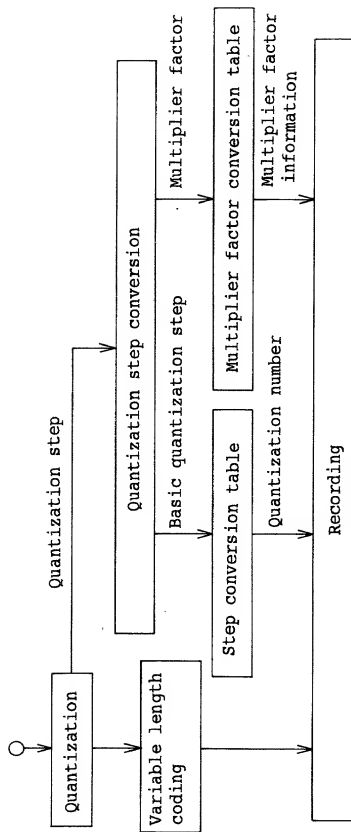 Quantization step
Quantization
Quantization step conversion
Variable length
coding
Basic quantization step
Multiplier factor
Step conversion table
Multiplier factor conversion table
Quantization number
Multiplier factor
information
Recording